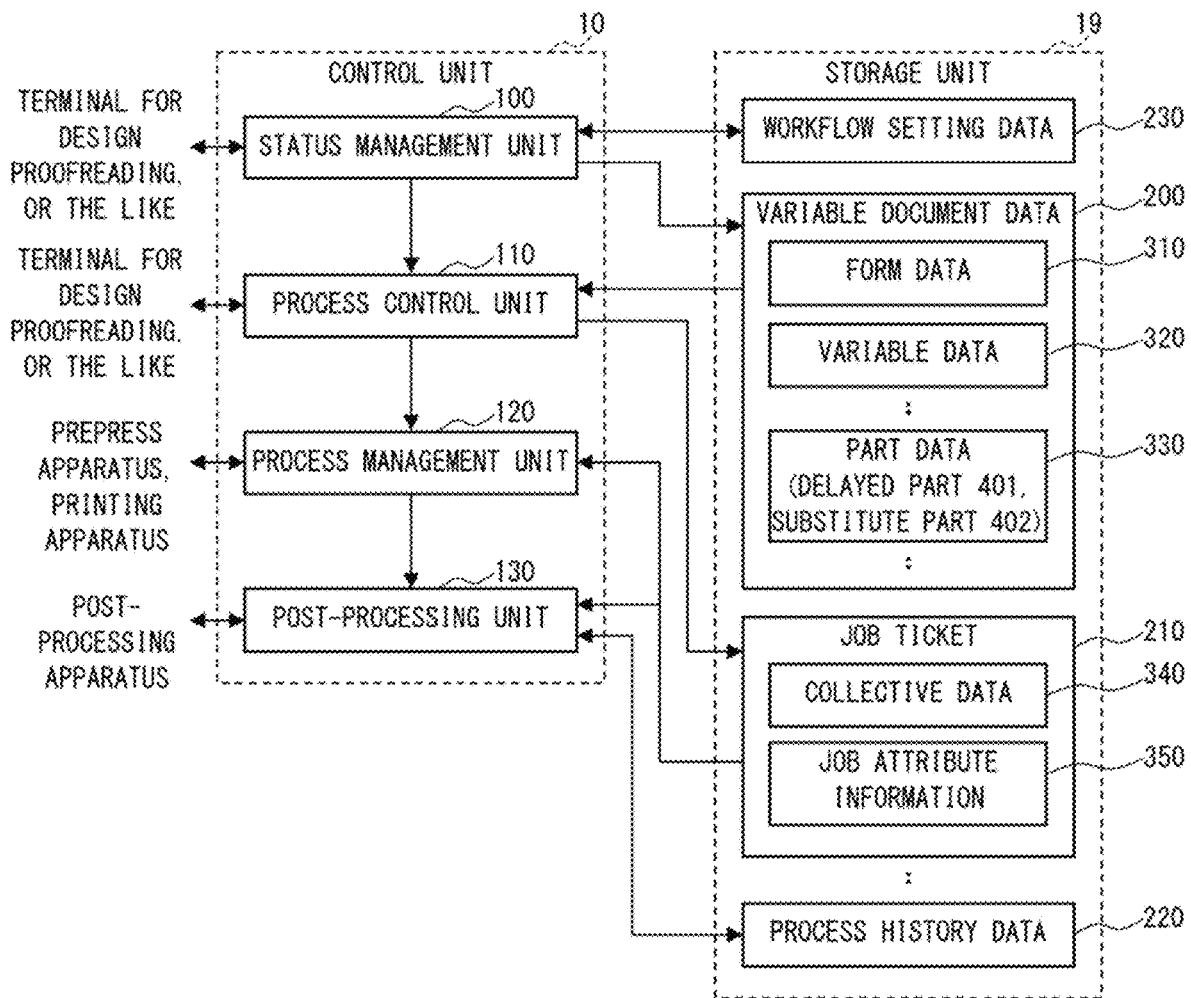 10
CONTROL UNIT
TERMINAL FOR
DESIGN
PROOFREADING,
OR THE LIKE
100
STATUS MANAGEMENT UNIT
TERMINAL FOR
DESIGN
PROOFREADING,
OR THE LIKE
110
PROCESS CONTROL UNIT
PREPRESS
APPARATUS,
PRINTING
APPARATUS
120
PROCESS MANAGEMENT UNIT
POST-
PROCESSING
APPARATUS
130
POST-PROCESSING UNIT
19
STORAGE UNIT
WORKFLOW SETTING DATA
230
VARIABLE DOCUMENT DATA
200
FORM DATA
310
VARIABLE DATA
320
:
PART DATA
(DELAYED PART 401,
SUBSTITUTE PART 402)
330
:
JOB TICKET
210
COLLECTIVE DATA
340
JOB ATTRIBUTE
INFORMATION
350
:
PROCESS HISTORY DATA
220